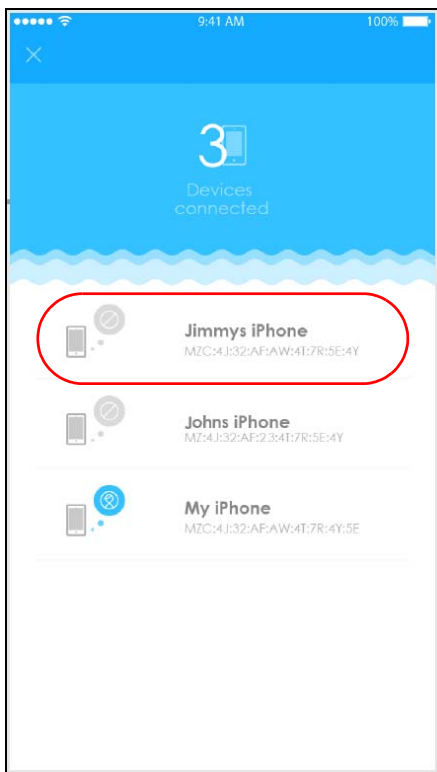 9:41 AM 100%
3
Devices
connected
Jimmys iPhone
MZC:4J:32:AF:AW:4T:7R:5E:4Y
Johns iPhone
MZ:4J:32:AF:23:4T:7R:5E:4Y
My iPhone
MZC:4J:32:AF:AW:4T:7R:4Y:5E